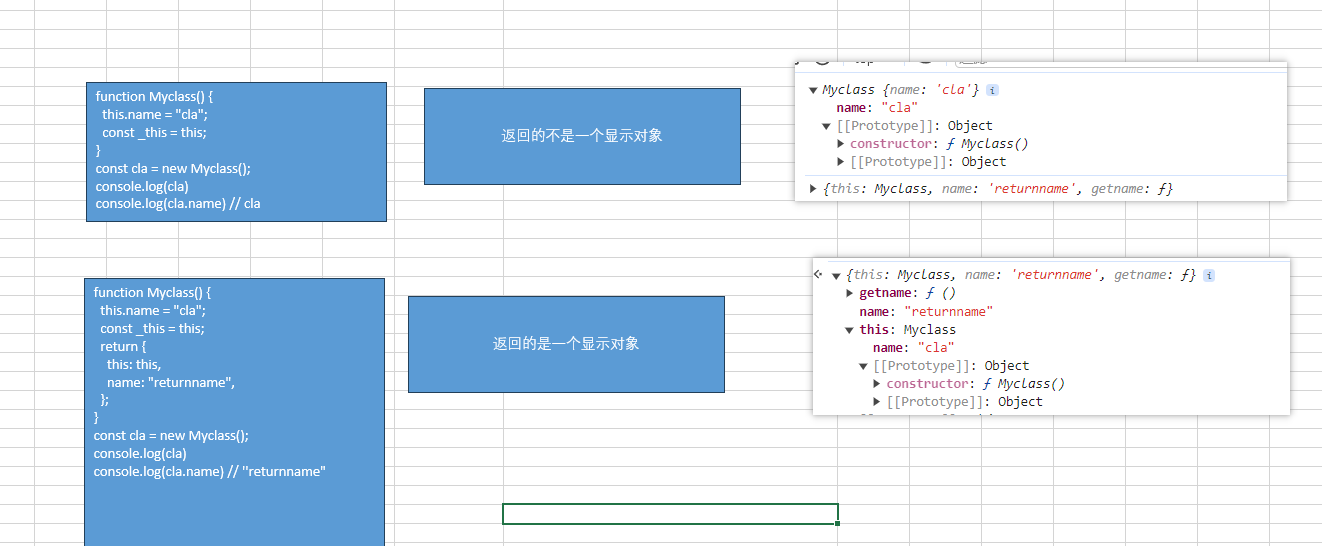 function Myclass() {
this.name = "cla";
const _this = this;
}
const cla = new Myclass();
console.log(cla)
console.log(cla.name) // cla
返回的不是一个显示对象
Myclass {name: 'cla'} i
name: "cla"
[[Prototype]]: Object
constructor: ƒ Myclass()
[[Prototype]]: Object
{this: Myclass, name: 'returnname', getname: ƒ}
function Myclass() {
this.name = "cla";
const _this = this;
return {
this: this,
name: "returnname",
};
}
const cla = new Myclass();
console.log(cla)
console.log(cla.name) // "returnname"
返回的是一个显示对象
{this: Myclass, name: 'returnname', getname: ƒ} i
getname: ƒ ()
name: "returnname"
this: Myclass
name: "cla"
[[Prototype]]: Object
constructor: ƒ Myclass()
[[Prototype]]: Object